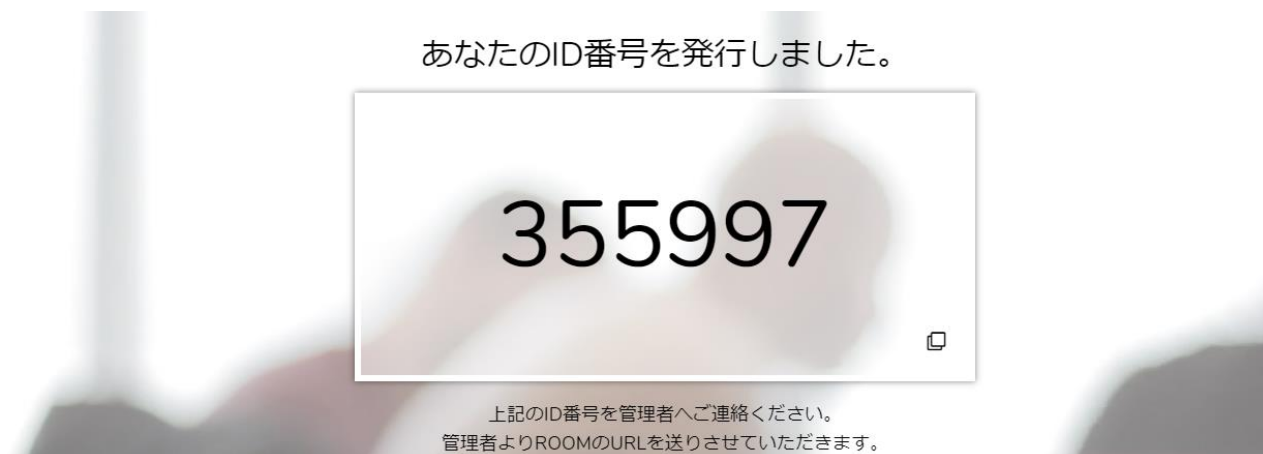 あなたのID番号を発行しました。
355997
上記のID番号を管理者へご連絡ください。
管理者よりROOMのURLを送りさせていただきます。